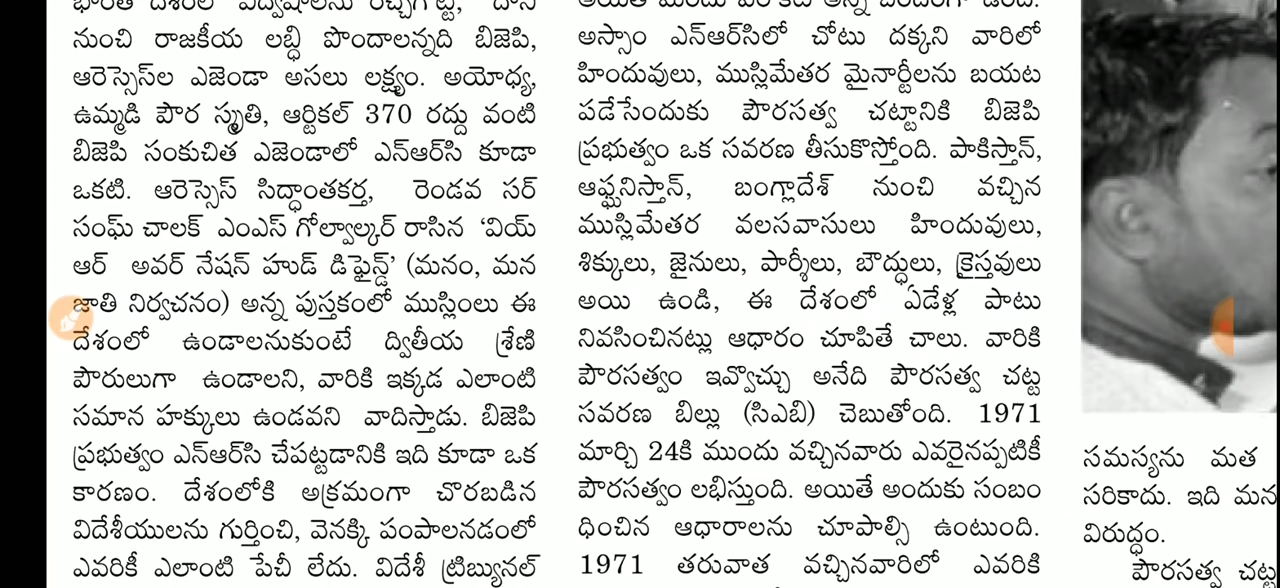 భారత దేశంలో విద్వేషాలను రెచ్చగొట్టి, దాని
నుంచి రాజకీయ లబ్ధి పొందాలన్నది బిజెపి,
ఆరెస్సెస్‌ల ఎజెండా అసలు లక్ష్యం. అయోధ్య,
ఉమ్మడి పౌర స్మృతి, ఆర్టికల్ 370 రద్దు వంటి
బిజెపి సంకుచిత ఎజెండాలో ఎన్‌ఆర్‌సి కూడా
ఒకటి. ఆరెస్సెస్ సిద్ధాంతకర్త, రెండవ సర్
సంఘ్ చాలక్ ఎంఎస్ గోల్వాల్కర్ రాసిన ‘వియ్
ఆర్ అవర్ నేషన్ హుడ్ డిఫైన్డ్’ (మనం, మన
జాతి నిర్వచనం) అన్న పుస్తకంలో ముస్లింలు ఈ
దేశంలో ఉండాలనుకుంటే ద్వితీయ శ్రేణి
పౌరులుగా ఉండాలని, వారికి ఇక్కడ ఎలాంటి
సమాన హక్కులు ఉండవని వాదిస్తాడు. బిజెపి
ప్రభుత్వం ఎన్‌ఆర్‌సి చేపట్టడానికి ఇది కూడా ఒక
కారణం. దేశంలోకి అక్రమంగా చొరబడిన
విదేశీయులను గుర్తించి, వెనక్కి పంపాలనడంలో
ఎవరికీ ఎలాంటి పేచీ లేదు. విదేశీ ట్రిబ్యునల్
అస్సాం ఎన్‌ఆర్‌సిలో చోటు దక్కని వారిలో
హిందువులు, ముస్లిమేతర మైనార్టీలను బయట
పడేసేందుకు పౌరసత్వ చట్టానికి బిజెపి
ప్రభుత్వం ఒక సవరణ తీసుకొస్తోంది. పాకిస్తాన్,
ఆఫ్ఘనిస్తాన్, బంగ్లాదేశ్ నుంచి వచ్చిన
ముస్లిమేతర వలసవాసులు హిందువులు,
శిక్కులు, జైనులు, పార్శీలు, బౌద్ధులు, క్రైస్తవులు
అయి ఉండి, ఈ దేశంలో ఏడేళ్ల పాటు
నివసించినట్లు ఆధారం చూపితే చాలు. వారికి
పౌరసత్వం ఇవ్వొచ్చు అనేది పౌరసత్వ చట్ట
సవరణ బిల్లు (సిఎబి) చెబుతోంది. 1971
మార్చి 24కి ముందు వచ్చినవారు ఎవరైనప్పటికీ
పౌరసత్వం లభిస్తుంది. అయితే అందుకు సంబం
ధించిన ఆధారాలను చూపాల్సి ఉంటుంది.
1971 తరువాత వచ్చినవారిలో ఎవరికి
సమస్యను మత
సరికాదు. ఇది మన
విరుద్ధం.
పౌరసత్వ చట్ట